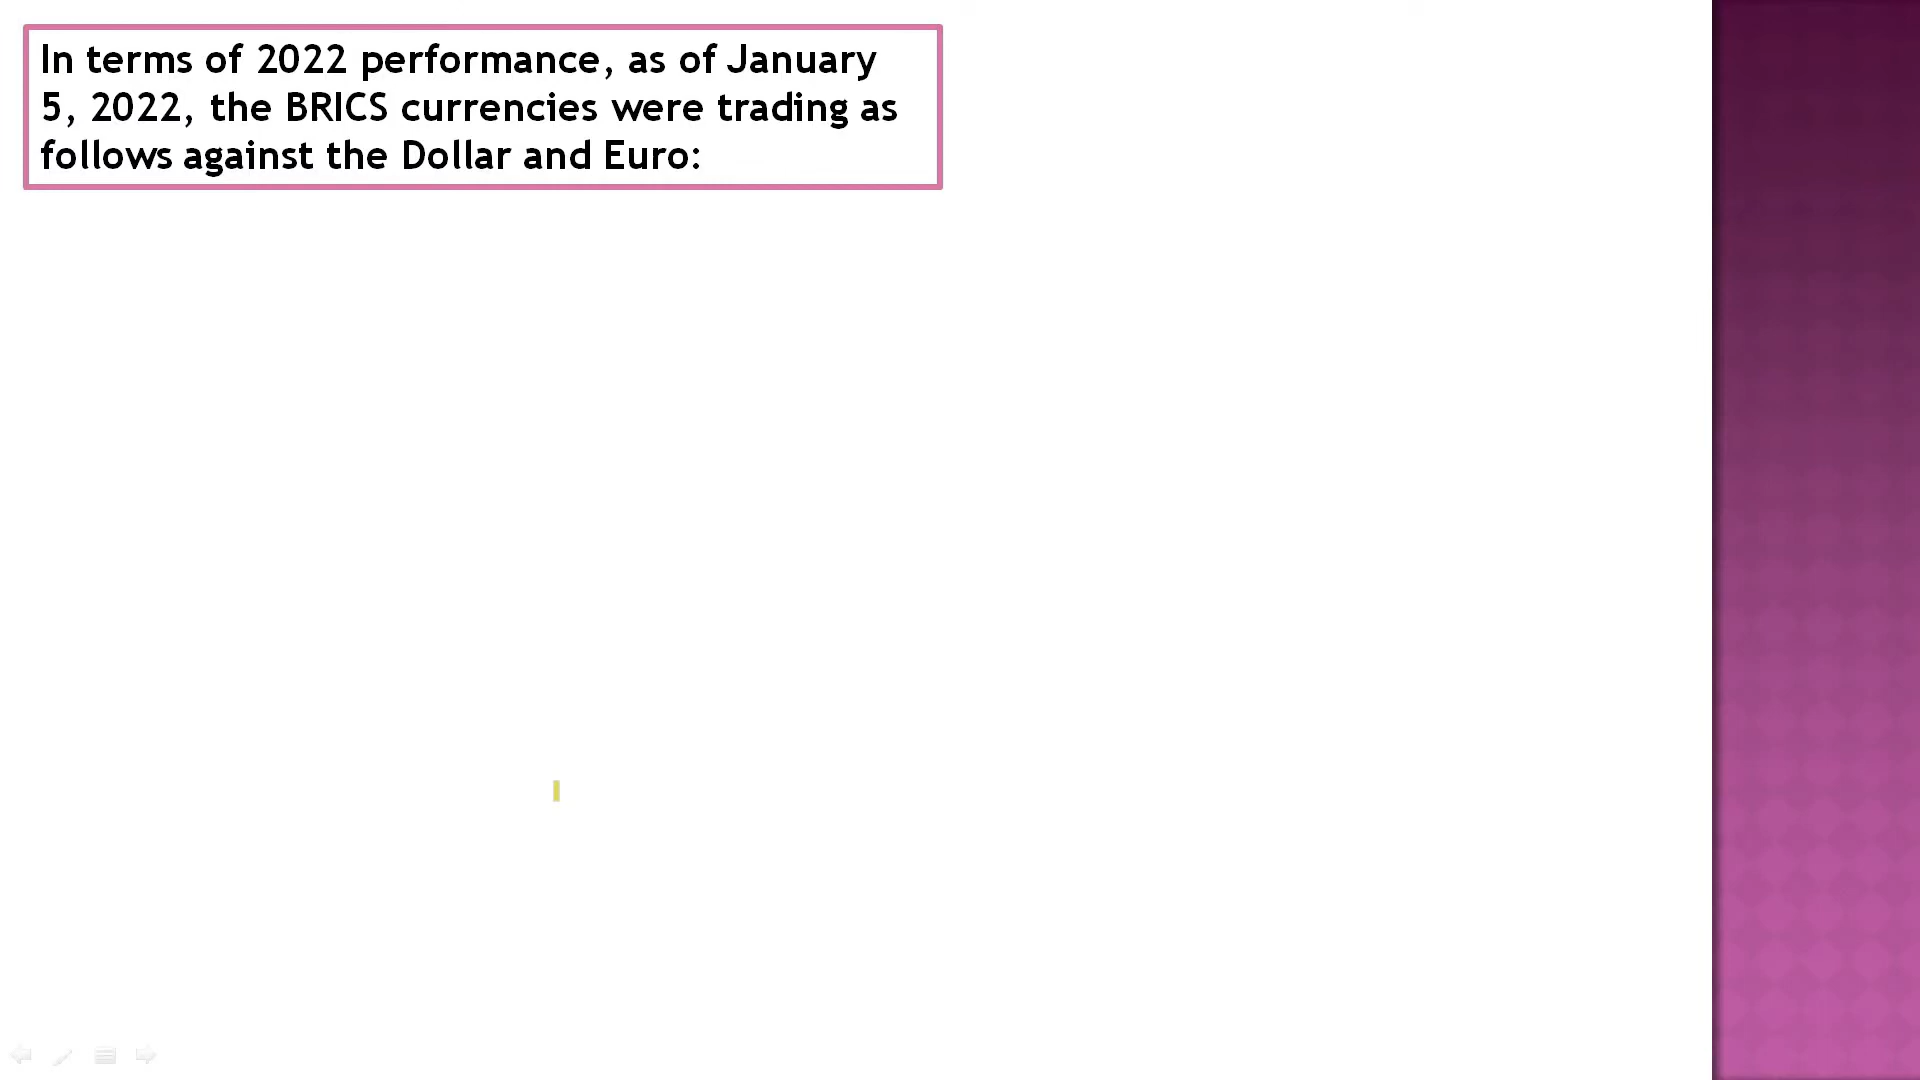 In terms of 2022 performance, as of January
5, 2022, the BRICS currencies were trading as
follows against the Dollar and Euro: